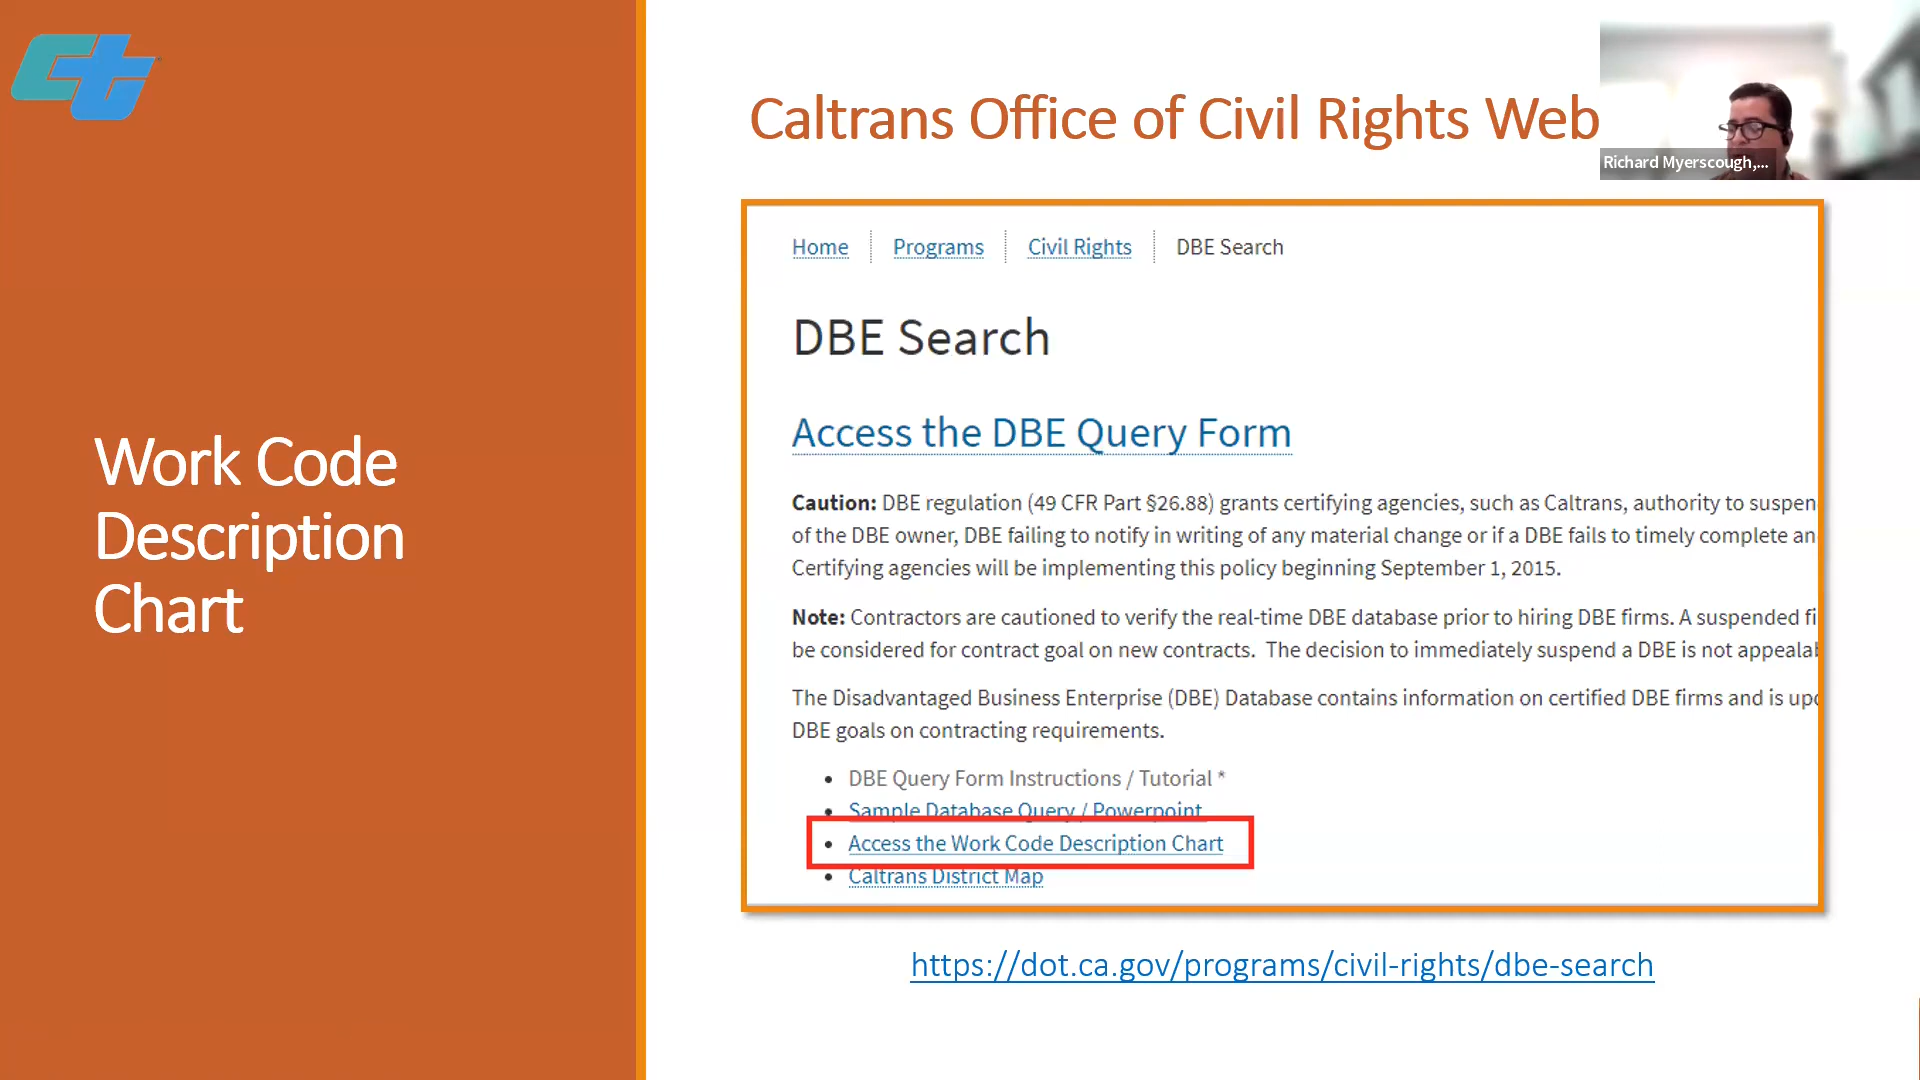 Caltrans Office of Civil Rights Web
Richard Myerscough,...
Work Code
Description
Chart
Home
Programs
Civil Rights
DBE Search
DBE Search
Access the DBE Query Form
Caution: DBE regulation (49 CFR Part §26.88) grants certifying agencies, such as Caltrans, authority to suspen
of the DBE owner, DBE failing to notify in writing of any material change or if a DBE fails to timely complete an
Certifying agencies will be implementing this policy beginning September 1, 2015.
Note: Contractors are cautioned to verify the real-time DBE database prior to hiring DBE firms. A suspended fi
be considered for contract goal on new contracts. The decision to immediately suspend a DBE is not appeala
The Disadvantaged Business Enterprise (DBE) Database contains information on certified DBE firms and is up
DBE goals on contracting requirements.
• DBE Query Form Instructions / Tutorial *
• Sample Database Query / Powerpoint
• Access the Work Code Description Chart
• Caltrans District Map
https://dot.ca.gov/programs/civil-rights/dbe-search